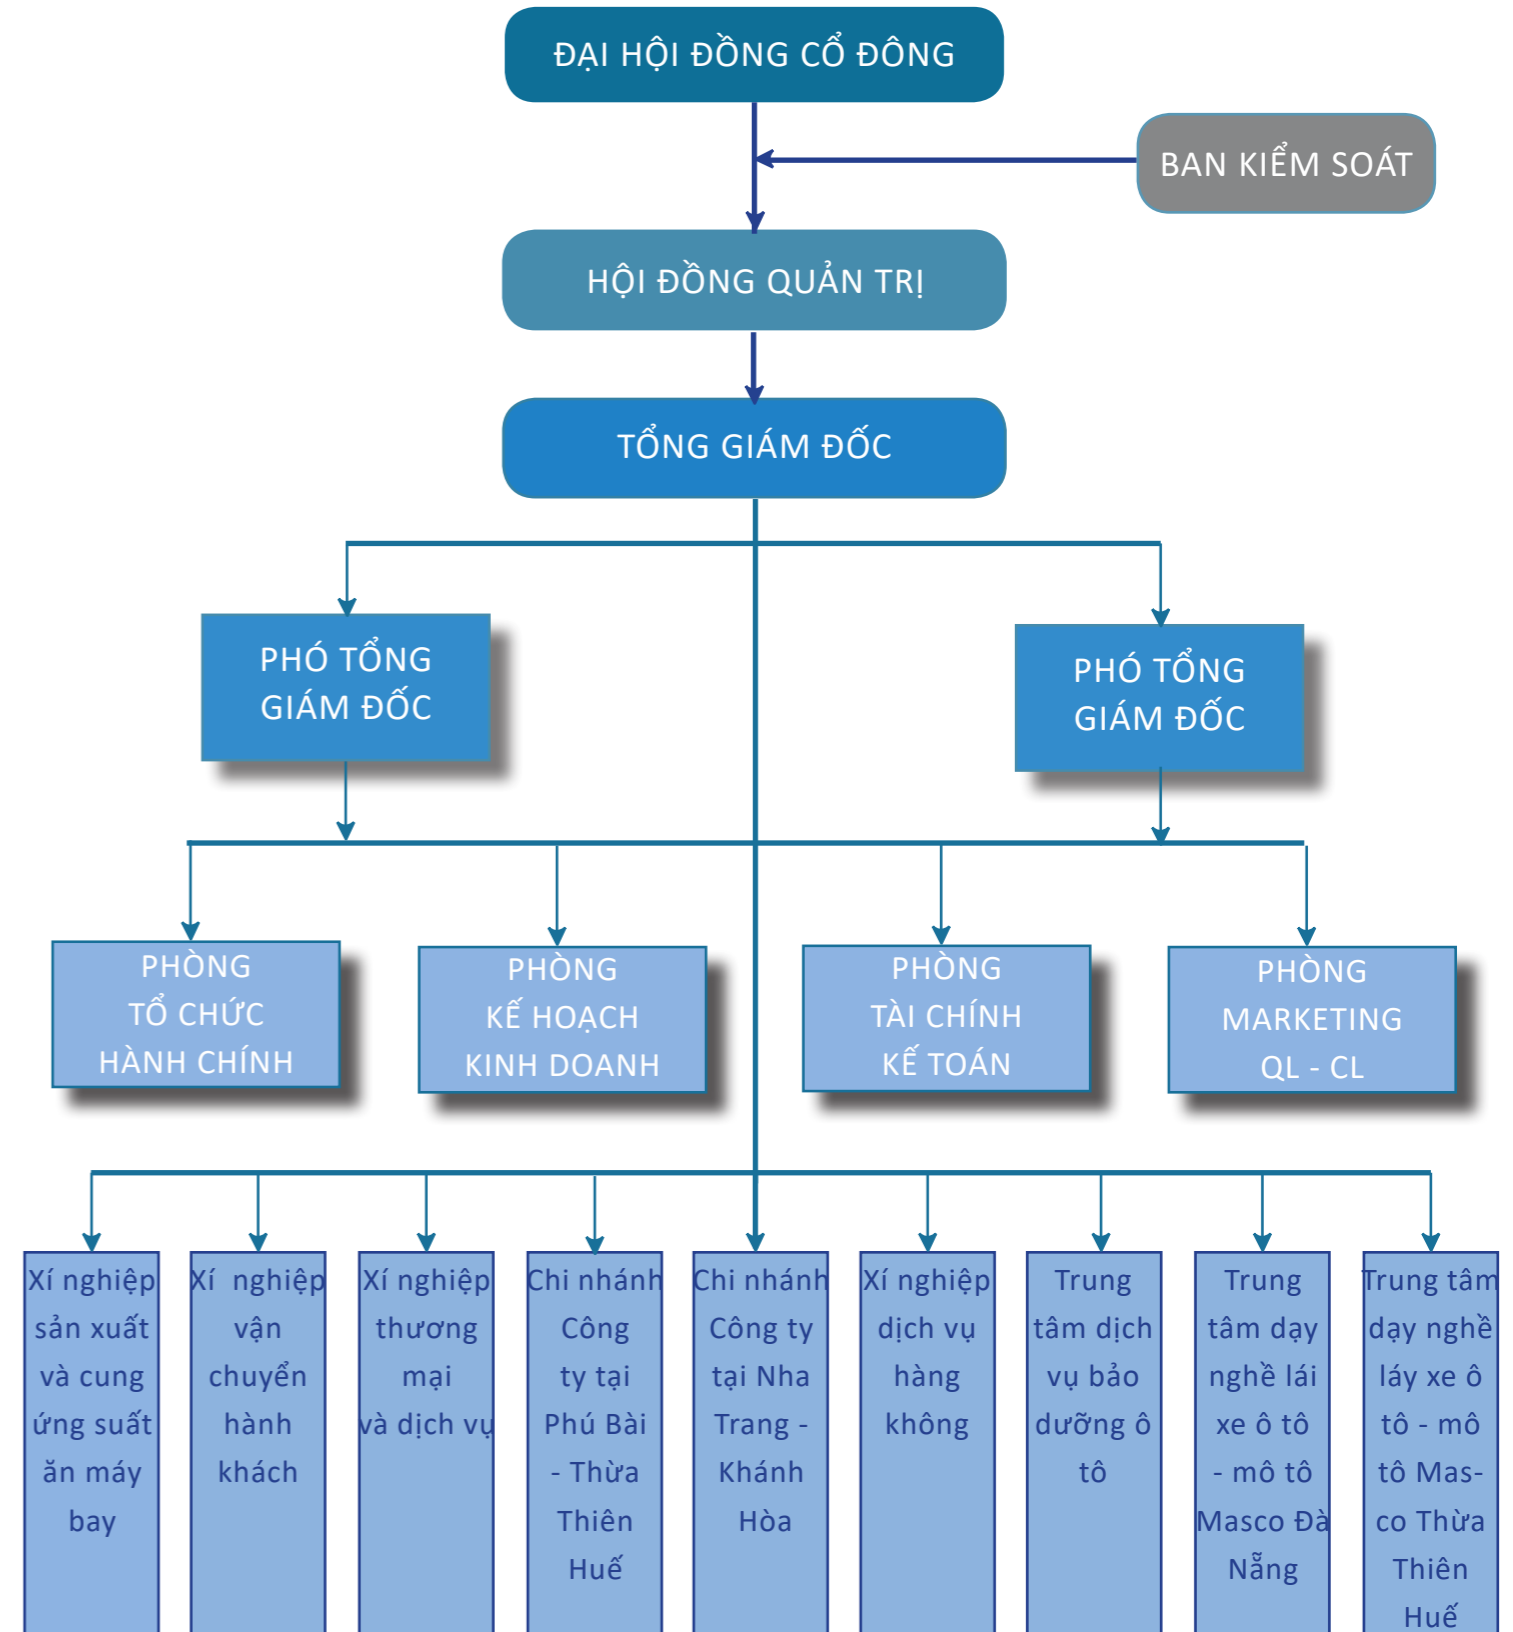 ĐẠI HỘI ĐỒNG CỔ ĐÔNG
BAN KIỂM SOÁT
HỘI ĐỒNG QUẢN TRỊ
TỔNG GIÁM ĐỐC
PHÓ TỔNG
GIÁM ĐỐC
PHÓ TỔNG
GIÁM ĐỐC
PHÒNG
TỔ CHỨC
HÀNH CHÍNH
PHÒNG
KẾ HOẠCH
KINH DOANH
PHÒNG
TÀI CHÍNH
KẾ TOÁN
PHÒNG
MARKETING
QL - CL
Xí nghiệp
sản xuất
và cung
ứng suất
ăn máy
bay
Xí nghiệp
vận
chuyển
hành
khách
Xí nghiệp
thương
mại
và dịch vụ
Chi nhánh
Công
ty tại
Phú Bài
- Thừa
Thiên
Huế
Chi nhánh
Công ty
tại Nha
Trang -
Khánh
Hòa
Xí nghiệp
dịch vụ
hàng
không
Trung
tâm dịch
vụ bảo
dưỡng ô
tô
Trung
tâm dạy
nghề lái
xe ô tô
- mô tô
Masco Đà
Nẵng
Trung tâm
dạy nghề
láy xe ô
tô - mô
tô Mas-
co Thừa
Thiên
Huế